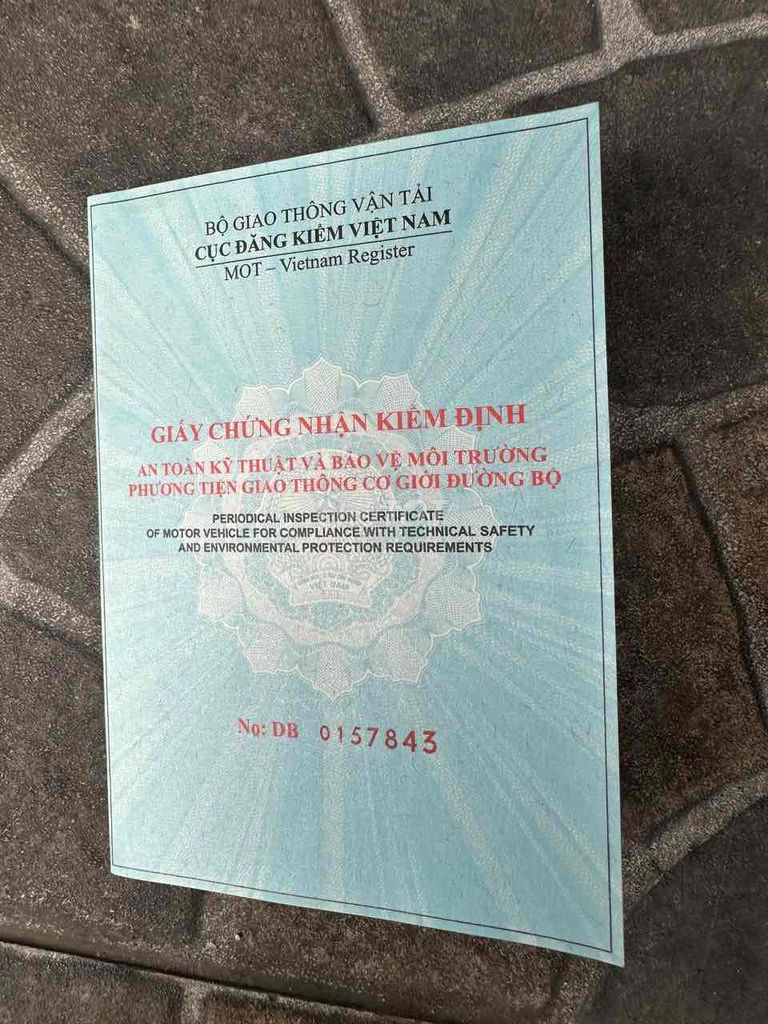 BỘ GIAO THÔNG VẬN TẢI
CỤC ĐĂNG KIỂM VIỆT NAM
MOT – Vietnam Register
GIẤY CHỨNG NHẬN KIỂM ĐỊNH
AN TOÀN KỸ THUẬT VÀ BẢO VỆ MÔI TRƯỜNG
PHƯƠNG TIỆN GIAO THÔNG CƠ GIỚI ĐƯỜNG BỘ
PERIODICAL INSPECTION CERTIFICATE
OF MOTOR VEHICLE FOR COMPLIANCE WITH TECHNICAL SAFETY
AND ENVIRONMENTAL PROTECTION REQUIREMENTS
VIỆT NAM
No: DB 0157843